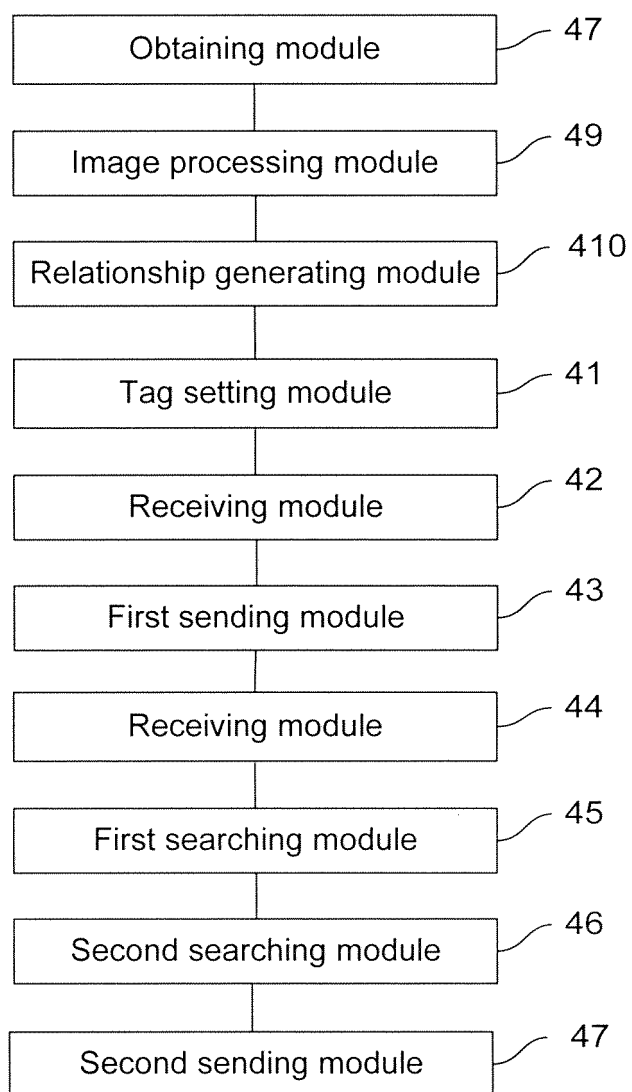 Obtaining module 47
Image processing module 49
Relationship generating module 410
Tag setting module 41
Receiving module 42
First sending module 43
Receiving module 44
First searching module 45
Second searching module 46
Second sending module 47